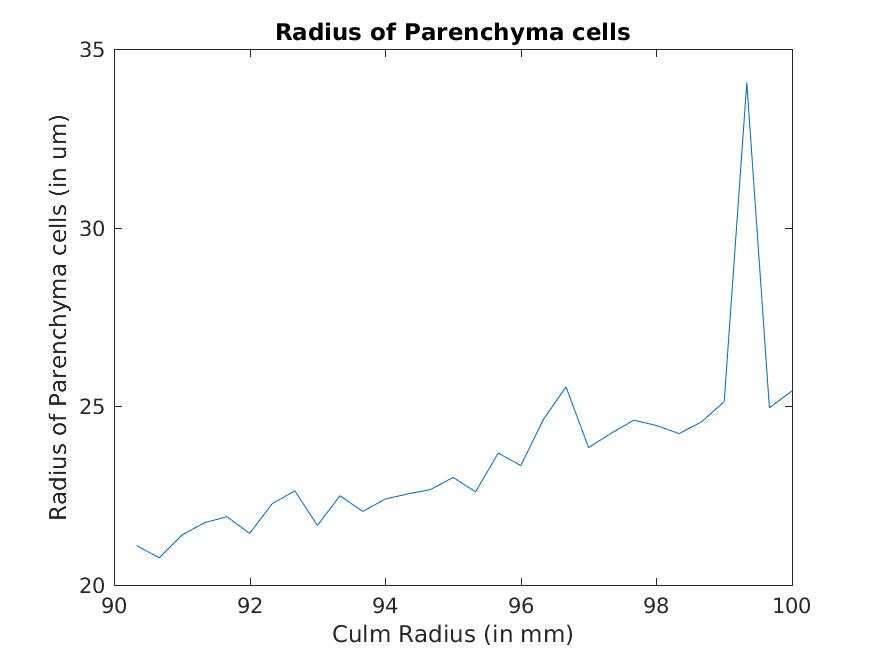 Radius of Parenchyma cells
35
30
25
20
Radius of Parenchyma cells (in um)
90 92 94 96 98 100
Culm Radius (in mm)